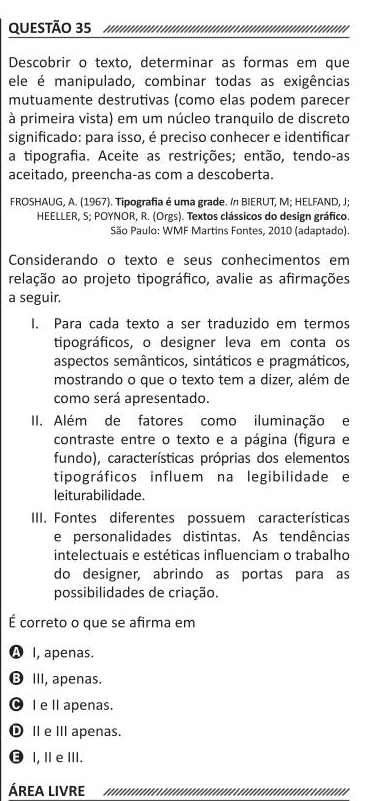 QUESTÃO 35
Descobrir o texto, determinar as formas em que
ele é manipulado, combinar todas as exigências
mutuamente destrutivas (como elas podem parecer
à primeira vista) em um núcleo tranquilo de discreto
significado: para isso, é preciso conhecer e identificar
a tipografia. Aceite as restrições; então, tendo-as
aceitado, preencha-as com a descoberta.
FROSHAUG, A. (1967). Tipografia é uma grade. In BIERUT, M; HELFAND, J;
HEELLER, S; POYNOR, R. (Orgs). Textos clássicos do design gráfico.
São Paulo: WMF Martins Fontes, 2010 (adaptado).
Considerando o texto e seus conhecimentos em
relação ao projeto tipográfico, avalie as afirmações
a seguir.
I. Para cada texto a ser traduzido em termos
tipográficos, o designer leva em conta os
aspectos semânticos, sintáticos e pragmáticos,
mostrando o que o texto tem a dizer, além de
como será apresentado.
II. Além de fatores como iluminação e
contraste entre o texto e a página (figura e
fundo), características próprias dos elementos
tipográficos influem na legibilidade e
leiturabilidade.
III. Fontes diferentes possuem características
e personalidades distintas. As tendências
intelectuais e estéticas influenciam o trabalho
do designer, abrindo as portas para as
possibilidades de criação.
É correto o que se afirma em
A I, apenas.
B III, apenas.
C I e II apenas.
D II e III apenas.
E I, II e III.
ÁREA LIVRE